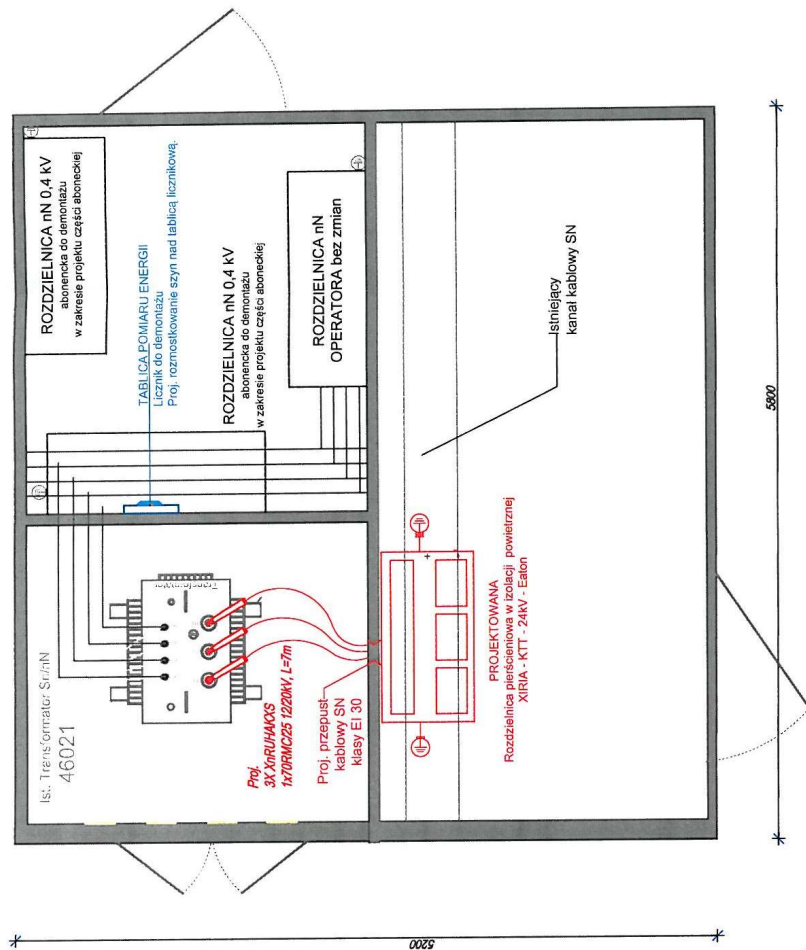 Ist. Transformator Sn/nN
46021
Transformator
Proj.
3X XnRUHAKXS
1x70RMC/25 12/20kV, L=7m
Proj. przepust
kablowy SN
klasy EI 30
ROZDZIELNICA nN 0,4 kV
abonencka do demontażu
w zakresie projektu części aboneckiej
TABLICA POMIARU ENERGII
Licznik do demontażu
Proj. rozmostkowanie szyn nad tablicą licznikową.
ROZDZIELNICA nN 0,4 kV
abonencka do demontażu
w zakresie projektu części aboneckiej
ROZDZIELNICA nN
OPERATORA bez zmian
PROJEKTOWANA
Rozdzielnica pierścieniowa w izolacji powietrznej
XIRIA - KTT - 24kV - Eaton
Istniejący
kanał kablowy SN
5800
5200